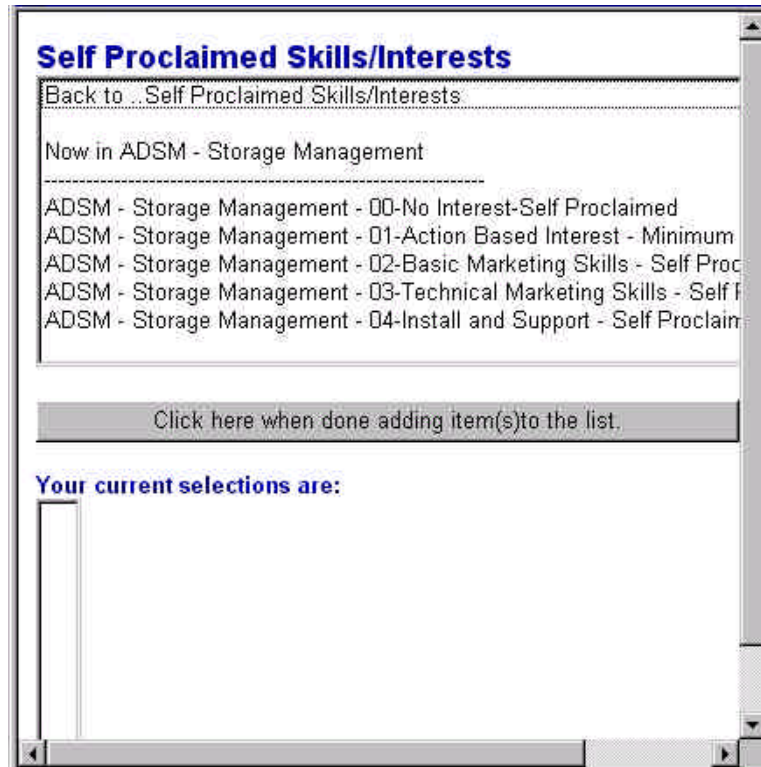 Self Proclaimed Skills/Interests
Back to ..Self Proclaimed Skills/Interests
Now in ADSM - Storage Management
------------------------------------------------------
ADSM - Storage Management - 00-No Interest-Self Proclaimed
ADSM - Storage Management - 01-Action Based Interest - Minimum
ADSM - Storage Management - 02-Basic Marketing Skills - Self Proc
ADSM - Storage Management - 03-Technical Marketing Skills - Self
ADSM - Storage Management - 04-Install and Support - Self Proclaim
Click here when done adding item(s)to the list.
Your current selections are: